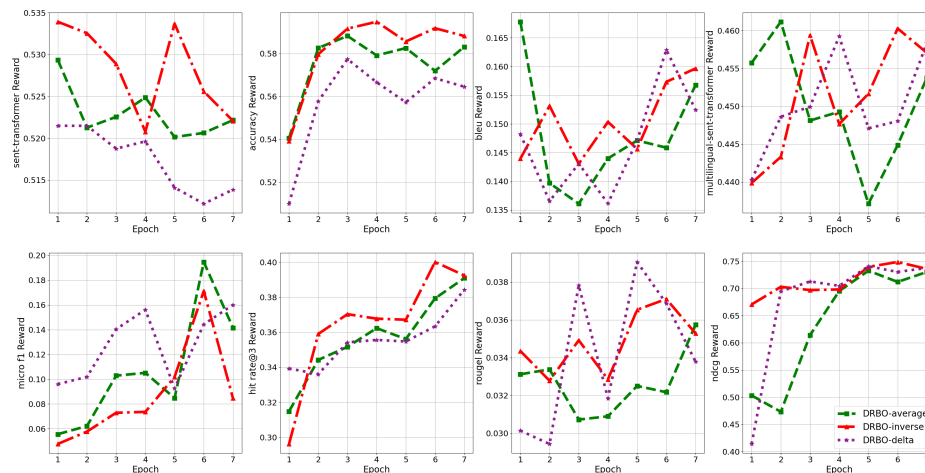 sent-transformer Reward
0.535
0.530
0.525
0.520
0.515
1 2 3 4 5 6 7
Epoch
accuracy Reward
0.58
0.56
0.54
0.52
1 2 3 4 5 6 7
Epoch
bleu Reward
0.165
0.160
0.155
0.150
0.145
0.140
0.135
1 2 3 4 5 6 7
Epoch
multilingual-sent-transformer Reward
0.460
0.455
0.450
0.445
0.440
1 2 3 4 5 6 7
Epoch
micro f1 Reward
0.20
0.18
0.16
0.14
0.12
0.10
0.08
0.06
1 2 3 4 5 6 7
Epoch
hit rate@3 Reward
0.40
0.38
0.36
0.34
0.32
0.30
1 2 3 4 5 6 7
Epoch
rougel Reward
0.038
0.036
0.034
0.032
0.030
1 2 3 4 5 6 7
Epoch
ndcg Reward
0.75
0.70
0.65
0.60
0.55
0.50
0.45
0.40
1 2 3 4 5 6 7
Epoch
DRBO-average
DRBO-inverse
DRBO-delta